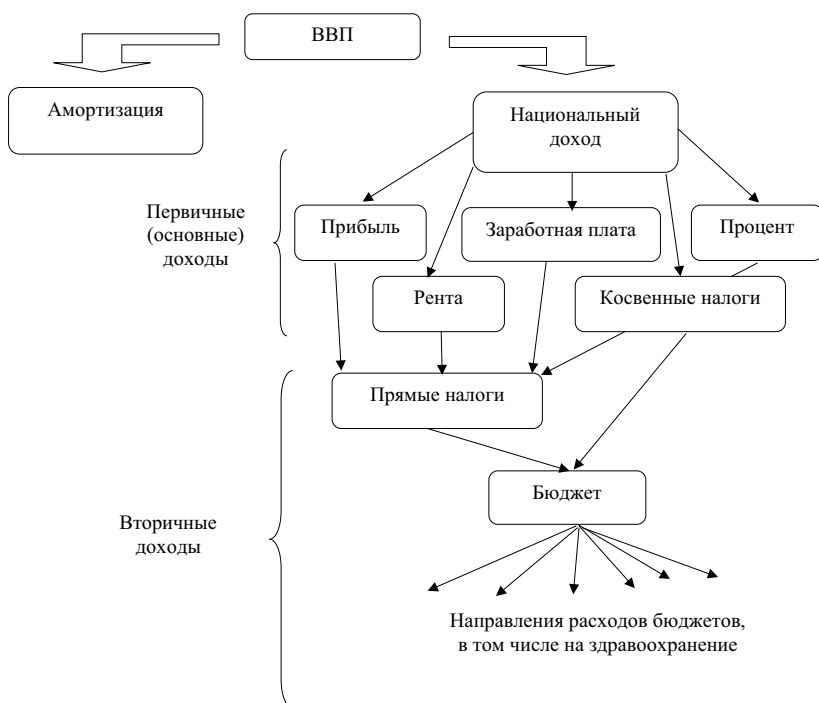 ВВП
Амортизация
Национальный
доход
Первичные
(основные)
доходы
Прибыль
Заработная плата
Процент
Рента
Косвенные налоги
Прямые налоги
Вторичные
доходы
Бюджет
Направления расходов бюджетов,
в том числе на здравоохранение